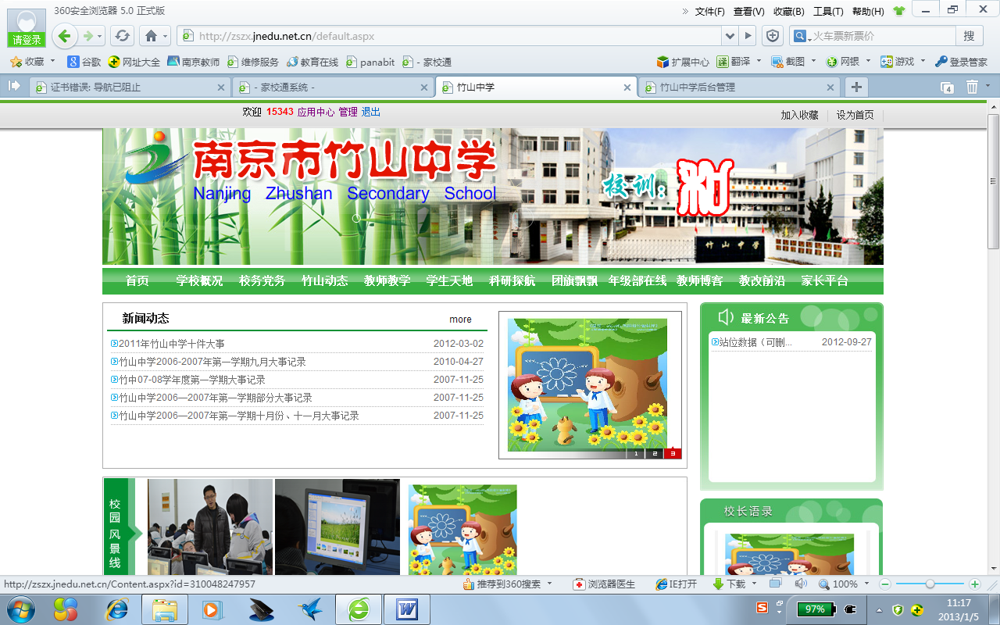 360安全浏览器 5.0 正式版
» 文件(F) 查看(V) 收藏(B) 工具(T) 帮助(H)
请登录
http://zszx.jnedu.net.cn/default.aspx
火车票新票价 搜
收藏 谷歌 网址大全 南京教师 维修服务 教育在线 panabit - 家校通 扩展中心 翻译 截图 网银 游戏 登录管家
证书错误: 导航已阻止 - 家校通系统 - 竹山中学 竹山中学后台管理 4
欢迎 15343 应用中心 管理 退出
加入收藏 设为首页
南京市竹山中学
Nanjing Zhushan Secondary School
校训:
竹山中学
首页 学校概况 校务党务 竹山动态 教师教学 学生天地 科研探航 团旗飘飘 年级部在线 教师博客 教改前沿 家长平台
新闻动态 more
2011年竹山中学十件大事 2012-03-02
竹山中学2006-2007年第一学期九月大事记录 2010-04-27
竹中07-08学年度第一学期大事记录 2007-11-25
竹山中学2006—2007年第一学期部分大事记录 2007-11-25
竹山中学2006—2007年第一学期十月份、十一月大事记录 2007-11-25
1 2 3
最新公告
站位数据（可删... 2012-09-27
校园风景线
校长语录
http://zszx.jnedu.net.cn/Content.aspx?id=310048247957
推荐到360搜索 浏览器医生 IE打开 下载 100%
97%
11:17
2013/1/5